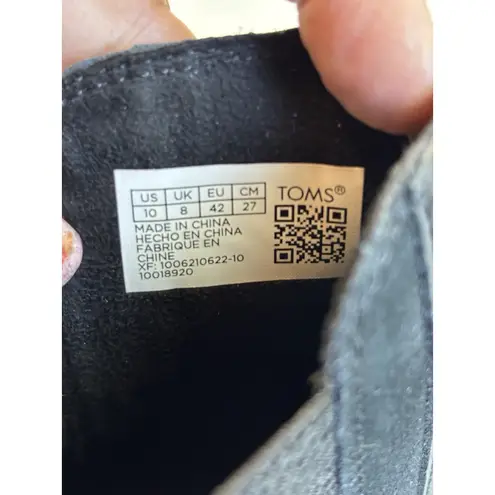 US UK EU CM TOMS®
10 8 42 27
MADE IN CHINA
HECHO EN CHINA
FABRIQUE EN
CHINE
XF: 1006210622-10
10018920